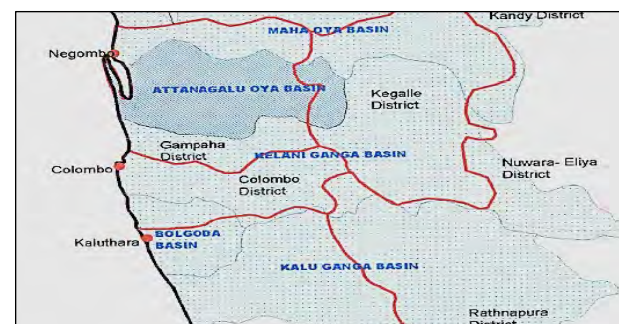 Kandy District
MAHA OYA BASIN
Negombo
ATTANAGALU OYA BASIN
Kegalle
District
Gampaha
District
KELANI GANGA BASIN
Colombo
Colombo
District
Nuwara- Eliya
District
BOLGODA
BASIN
Kaluthara
KALU GANGA BASIN
Rathnapura
District